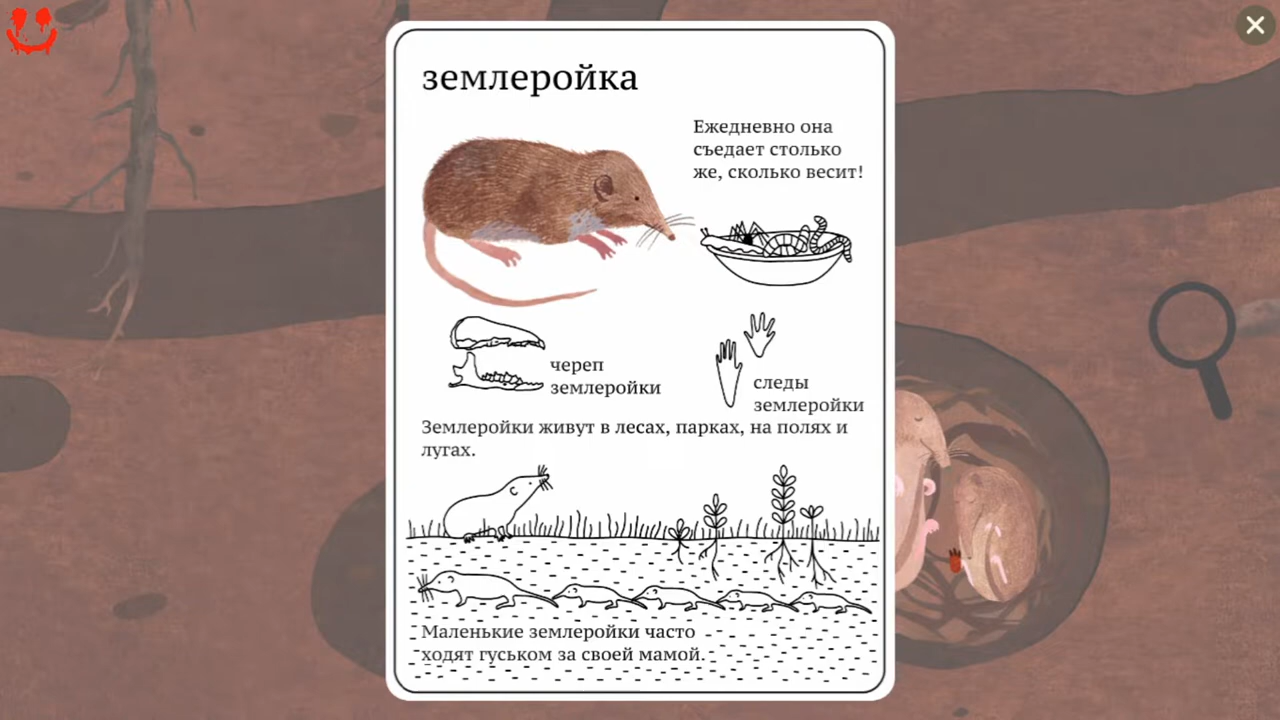 землеройка
Ежедневно она
съедает столько
же, сколько весит!
череп
землеройки
следы
землеройки
Землеройки живут в лесах, парках, на полях и
лугах.
Маленькие землеройки часто
ходят гуськом за своей мамой.